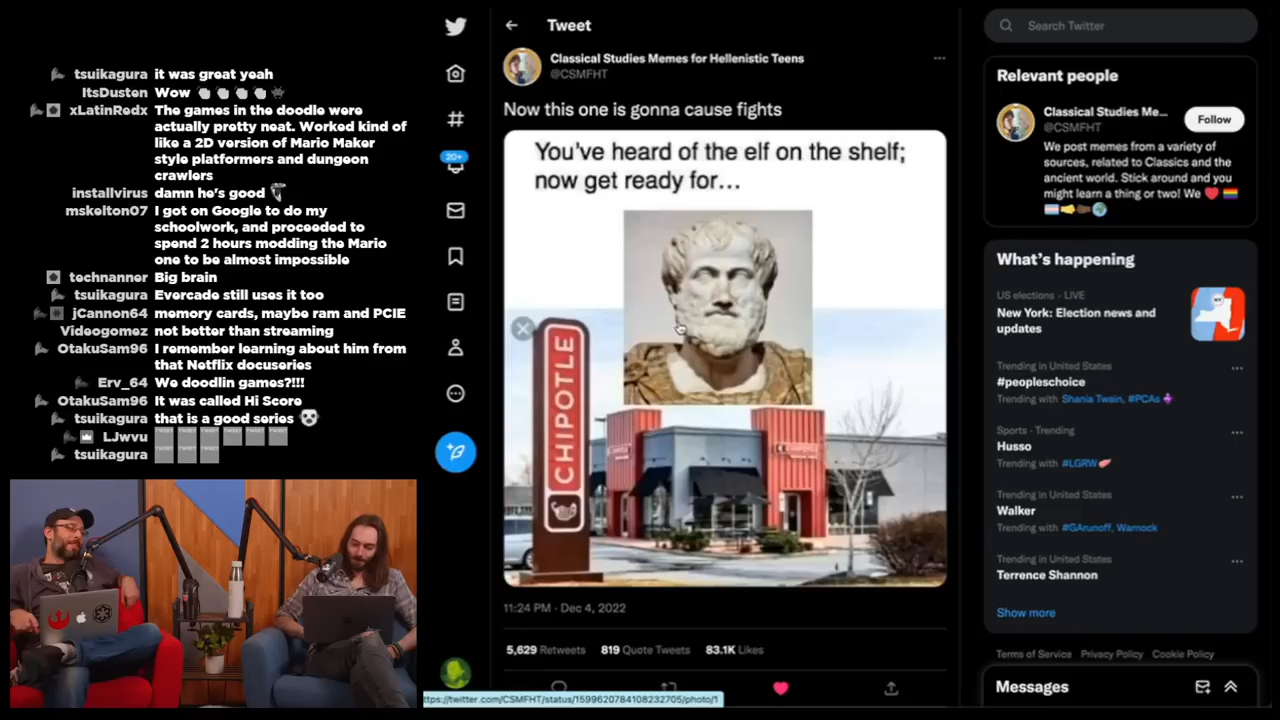 tsuikagura it was great yeah
ItsDusten Wow
xLatinRedx The games in the doodle were
actually pretty neat. Worked kind of
like a 2D version of Mario Maker
style platformers and dungeon
crawlers
installvirus damn he's good
mskelton07 I got on Google to do my
schoolwork, and proceeded to
spend 2 hours modding the Mario
one to be almost impossible
technanner Big brain
tsuikagura Evercade still uses it too
jCannon64 memory cards, maybe ram and PCIE
Videogomez not better than streaming
OtakuSam96 I remember learning about him from
that Netflix docuseries
Erv_64 We doodlin games?!!!
OtakuSam96 It was called Hi Score
tsuikagura that is a good series
LJwvu TWEET TWEET TWEET TWEET TWEET TWEET
tsuikagura TWEET TWEET TWEET
20+
Tweet
Classical Studies Memes for Hellenistic Teens
@CSMFHT
Now this one is gonna cause fights
You've heard of the elf on the shelf;
now get ready for...
CHIPOTLE
11:24 PM · Dec 4, 2022
5,629 Retweets 819 Quote Tweets 83.1K Likes
https://twitter.com/CSMFHT/status/1599620784108232705/photo/1
Search Twitter
Relevant people
Classical Studies Me...
@CSMFHT
Follow
We post memes from a variety of
sources, related to Classics and the
ancient world. Stick around and you
might learn a thing or two! We
What's happening
US elections · LIVE
New York: Election news and
updates
Trending in United States
#peopleschoice
Trending with Shania Twain, #PCAs
Sports · Trending
Husso
Trending with #LGRW
Trending in United States
Walker
Trending with #GArunoff, Warnock
Trending in United States
Terrence Shannon
Show more
Terms of Service Privacy Policy Cookie Policy
Messages